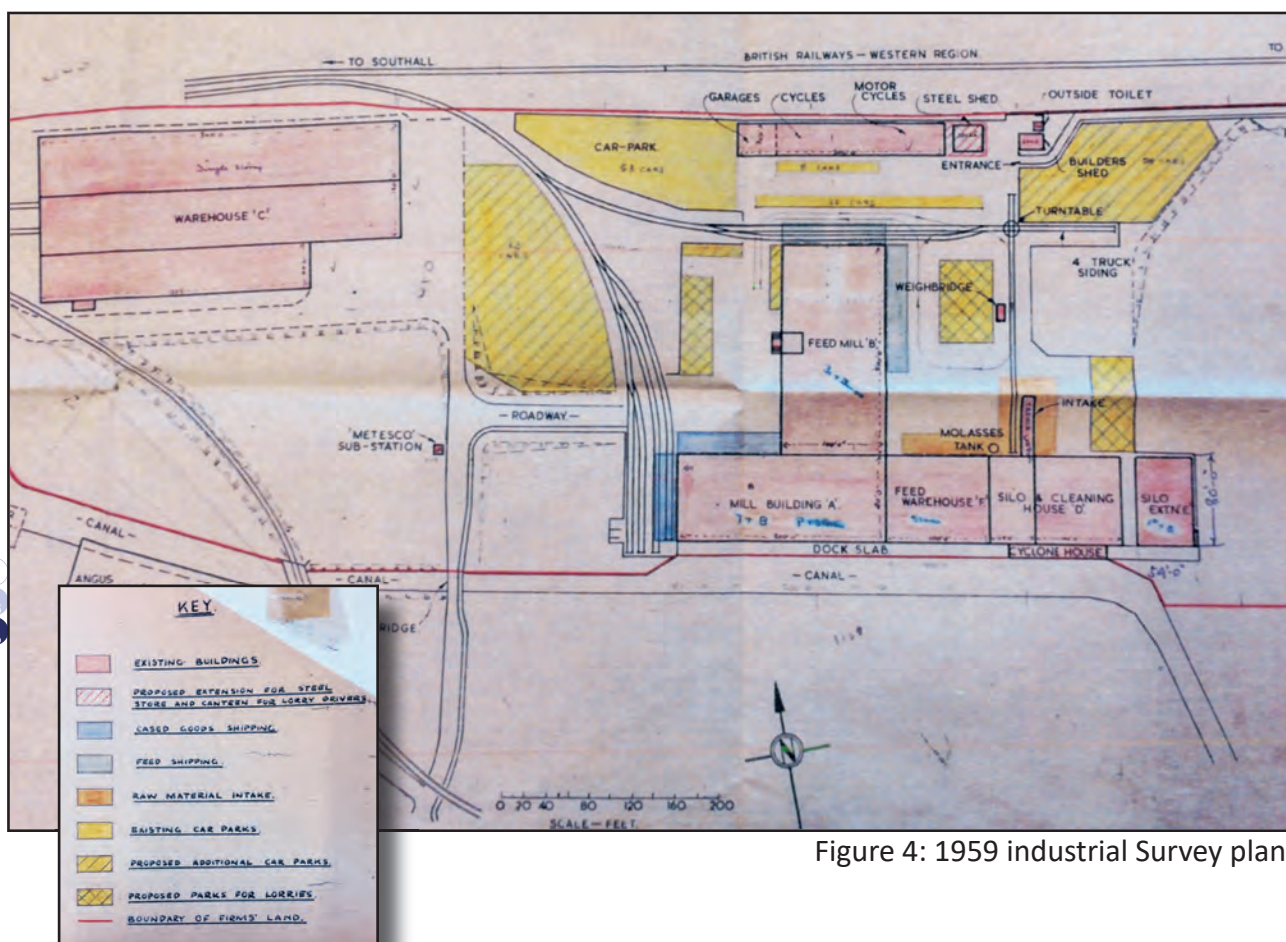 ← TO SOUTHALL
BRITISH RAILWAYS — WESTERN REGION.
TO
GARAGES
CYCLES
MOTOR
CYCLES
STEEL SHED
OUTSIDE TOILET
CAR-PARK.
63 CARS
ENTRANCE
BUILDERS
SHED
WAREHOUSE 'C'
TURNTABLE
4 TRUCK
SIDING
WEIGHBRIDGE
FEED MILL 'B'.
— ROADWAY —
INTAKE
'METESCO'
SUB-STATION
MOLASSES
TANK
MILL BUILDING 'A'.
FEED
WAREHOUSE 'F'
SILO & CLEANING
HOUSE 'D'.
SILO
EXTN 'E'.
80'-0"
54'-0"
DOCK SLAB
CYCLONE HOUSE
— CANAL —
— CANAL —
— CANAL —
ANGUS
RIDGE
N
0 20 40 80 120 160 200
SCALE — FEET.
KEY.
EXISTING BUILDINGS.
PROPOSED EXTENSION FOR STEEL
STORE AND CANTEEN FOR LORRY DRIVERS
CASED GOODS SHIPPING.
FEED SHIPPING.
RAW MATERIAL INTAKE.
EXISTING CAR PARKS.
PROPOSED ADDITIONAL CAR PARKS.
PROPOSED PARKS FOR LORRIES.
BOUNDARY OF FIRMS' LAND.
Figure 4: 1959 industrial Survey plan